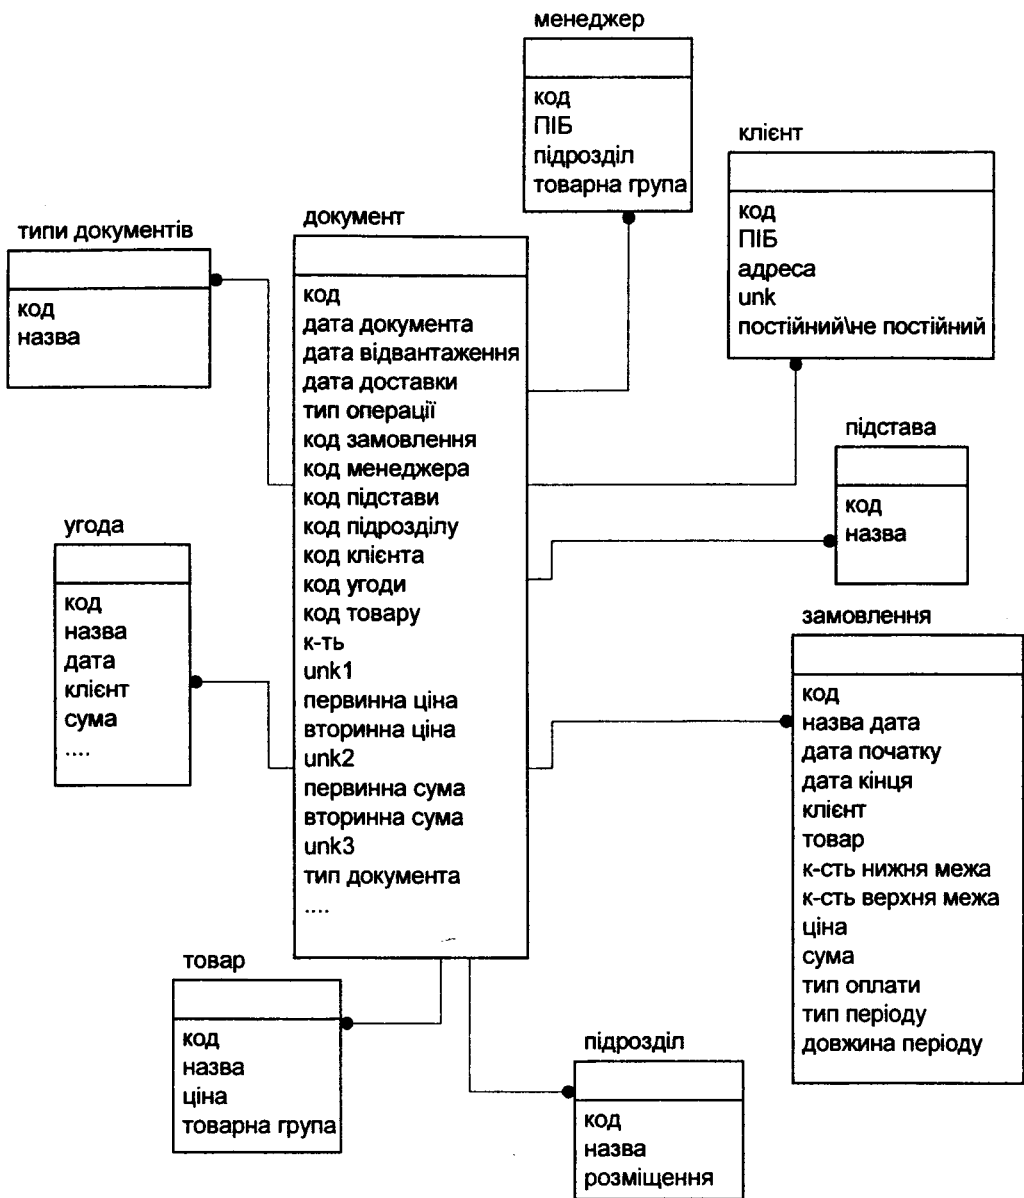 менеджер
код
ПІБ
підрозділ
товарна група
клієнт
код
ПІБ
адреса
unk
постійний\не постійний
типи документів
код
назва
документ
код
дата документа
дата відвантаження
дата доставки
тип операції
код замовлення
код менеджера
код підстави
код підрозділу
код клієнта
код угоди
код товару
к-ть
unk1
первинна ціна
вторинна ціна
unk2
первинна сума
вторинна сума
unk3
тип документа
....
підстава
код
назва
угода
код
назва
дата
клієнт
сума
....
замовлення
код
назва дата
дата початку
дата кінця
клієнт
товар
к-сть нижня межа
к-сть верхня межа
ціна
сума
тип оплати
тип періоду
довжина періоду
товар
код
назва
ціна
товарна група
підрозділ
код
назва
розміщення